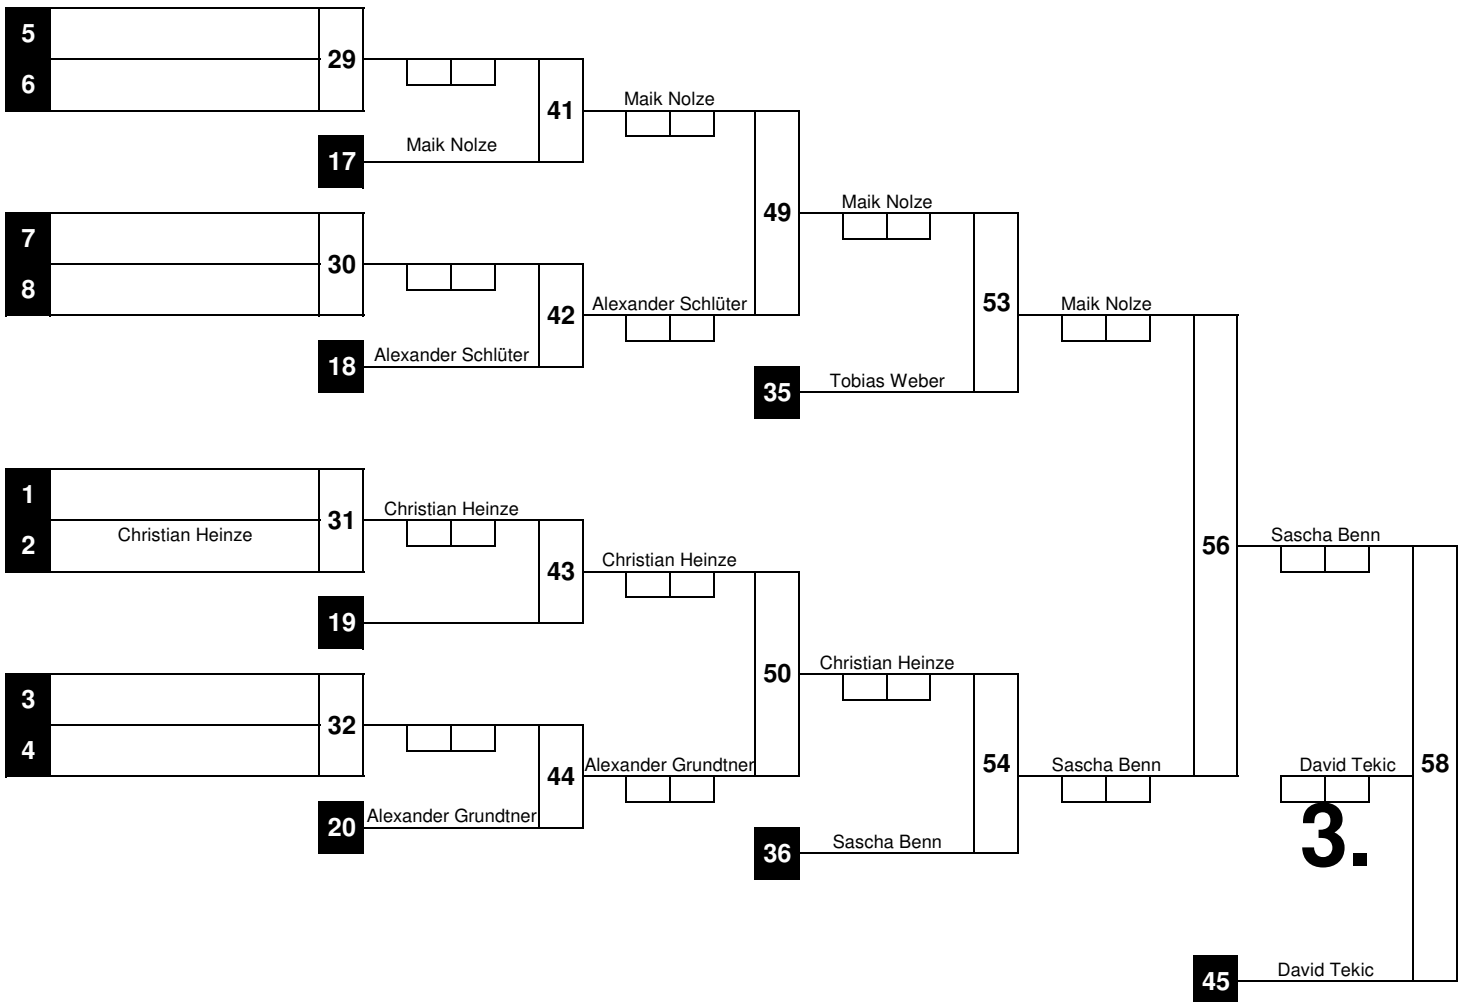 5
29
6
41
Maik Nolze
17
Maik Nolze
49
Maik Nolze
7
30
8
42
Alexander Schlüter
53
Maik Nolze
18
Alexander Schlüter
35
Tobias Weber
1
31
Christian Heinze
2
Christian Heinze
43
Christian Heinze
56
Sascha Benn
19
50
Christian Heinze
3
32
4
44
Alexander Grundtner
54
Sascha Benn
David Tekic
58
20
Alexander Grundtner
36
Sascha Benn
3.
45
David Tekic